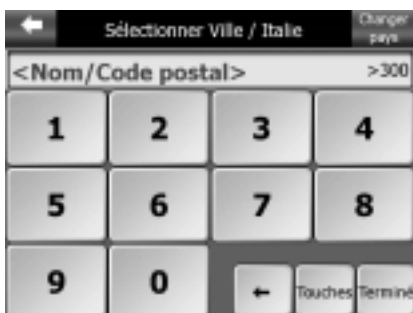 Sélectionner Ville / Italie
Changer pays
<Nom/Code postal> >300
1 2 3 4
5 6 7 8
9 0 Touches Terminé